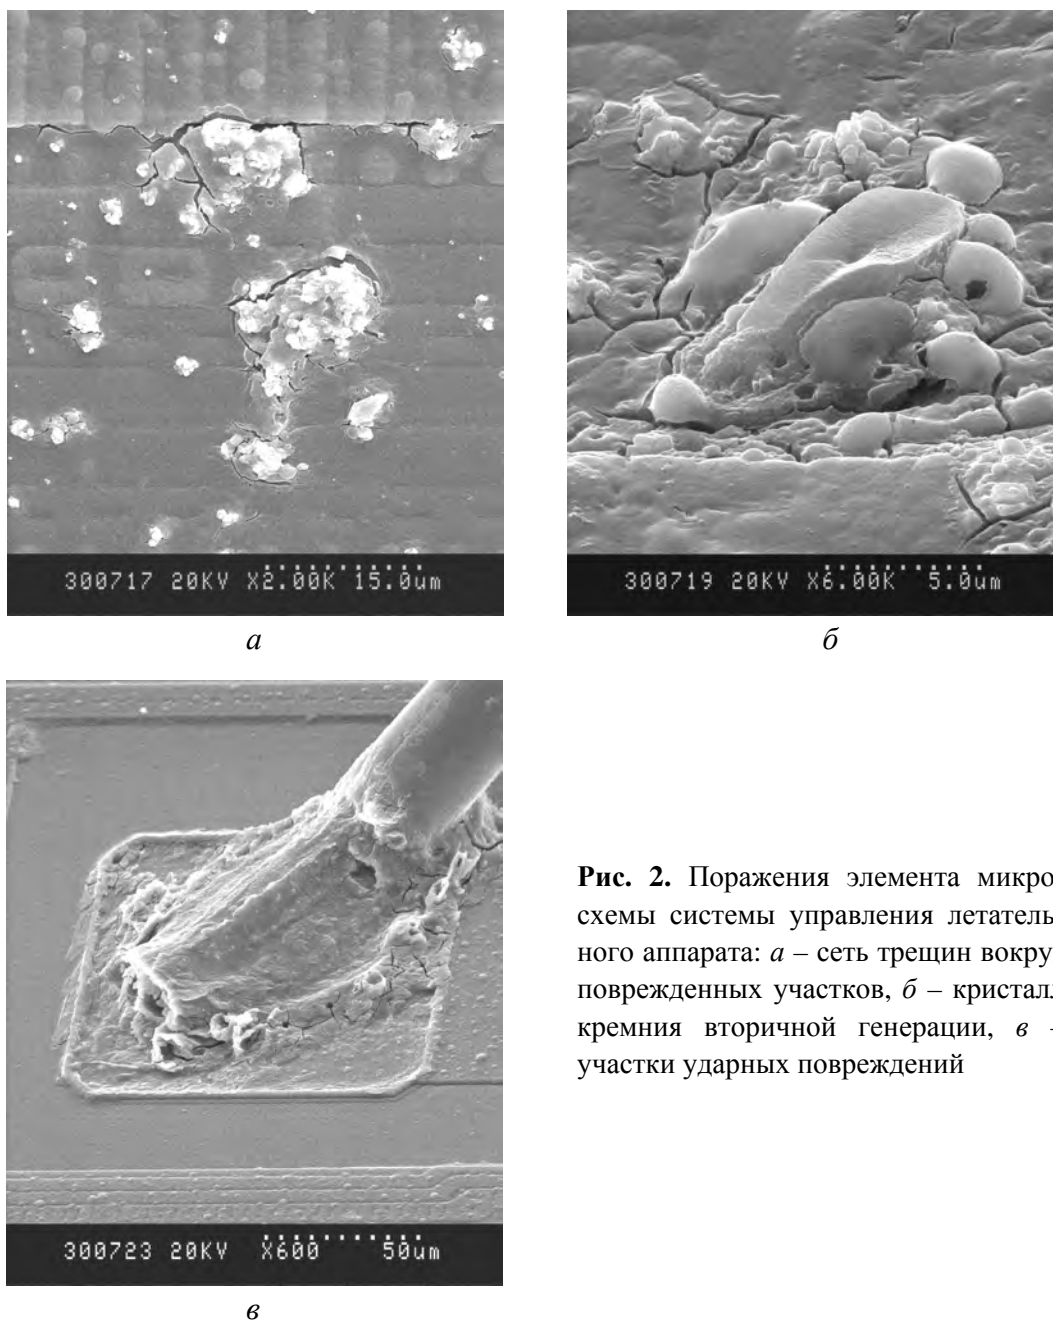 300717 20KV X2.00K 15.0um
300719 20KV X6.00K 5.0um
а
б
300723 20KV X600 50um
в
Рис. 2. Поражения элемента микро-
схемы системы управления летатель
ного аппарата: а – сеть трещин вокру
поврежденных участков, б – кристал
кремния вторичной генерации, в –
участки ударных повреждений